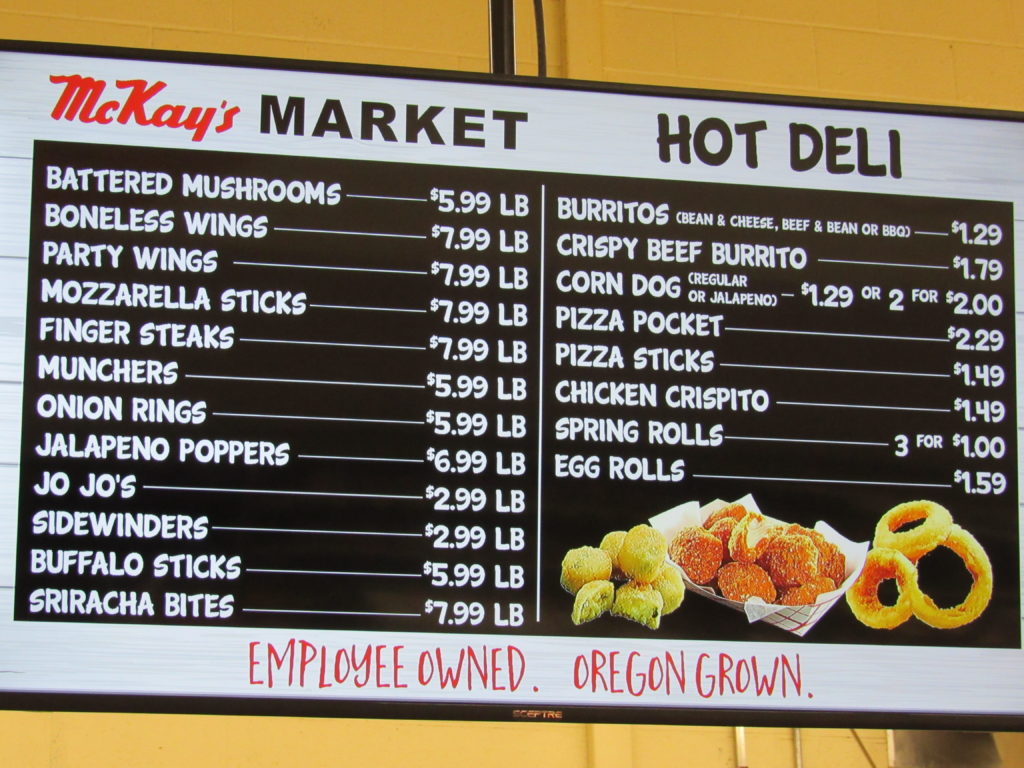 McKay's MARKET
HOT DELI
BATTERED MUSHROOMS $5.99 LB
BONELESS WINGS $7.99 LB
PARTY WINGS $7.99 LB
MOZZARELLA STICKS $7.99 LB
FINGER STEAKS $7.99 LB
MUNCHERS $5.99 LB
ONION RINGS $5.99 LB
JALAPENO POPPERS $6.99 LB
JO JO'S $2.99 LB
SIDEWINDERS $2.99 LB
BUFFALO STICKS $5.99 LB
SRIRACHA BITES $7.99 LB
BURRITOS (BEAN & CHEESE, BEEF & BEAN OR BBQ) $1.29
CRISPY BEEF BURRITO $1.79
CORN DOG (REGULAR OR JALAPENO) $1.29 OR 2 FOR $2.00
PIZZA POCKET $2.29
PIZZA STICKS $1.49
CHICKEN CRISPITO $1.49
SPRING ROLLS 3 FOR $1.00
EGG ROLLS $1.59
EMPLOYEE OWNED. OREGON GROWN.
SCEPTRE